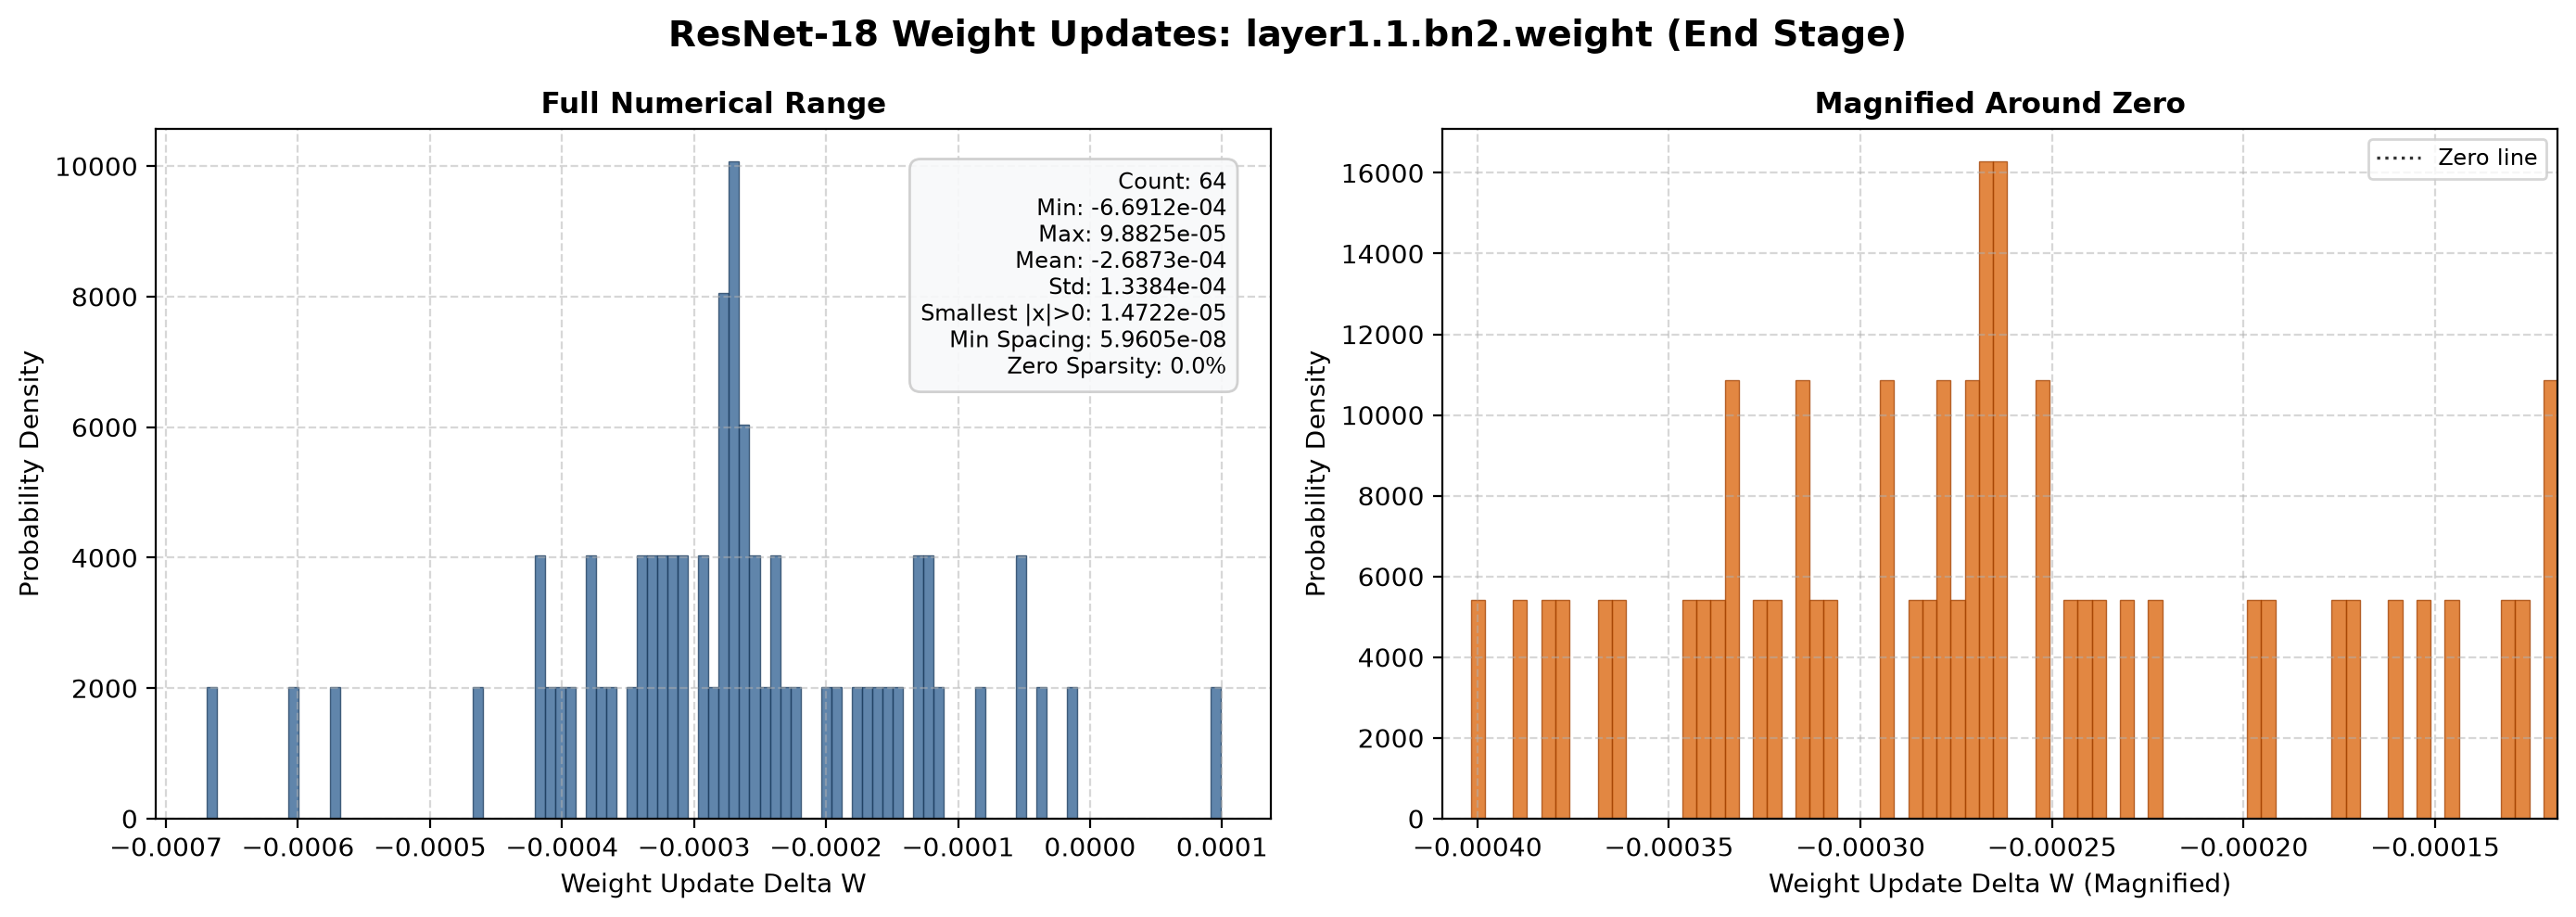 ResNet-18 Weight Updates: layer1.1.bn2.weight (End Stage)
Full Numerical Range
Probability Density
10000
8000
6000
4000
2000
0
Count: 64
Min: -6.6912e-04
Max: 9.8825e-05
Mean: -2.6873e-04
Std: 1.3384e-04
Smallest |x|>0: 1.4722e-05
Min Spacing: 5.9605e-08
Zero Sparsity: 0.0%
−0.0007 −0.0006 −0.0005 −0.0004 −0.0003 −0.0002 −0.0001 0.0000 0.0001
Weight Update Delta W
Magnified Around Zero
Probability Density
16000
14000
12000
10000
8000
6000
4000
2000
0
Zero line
−0.00040 −0.00035 −0.00030 −0.00025 −0.00020 −0.00015
Weight Update Delta W (Magnified)